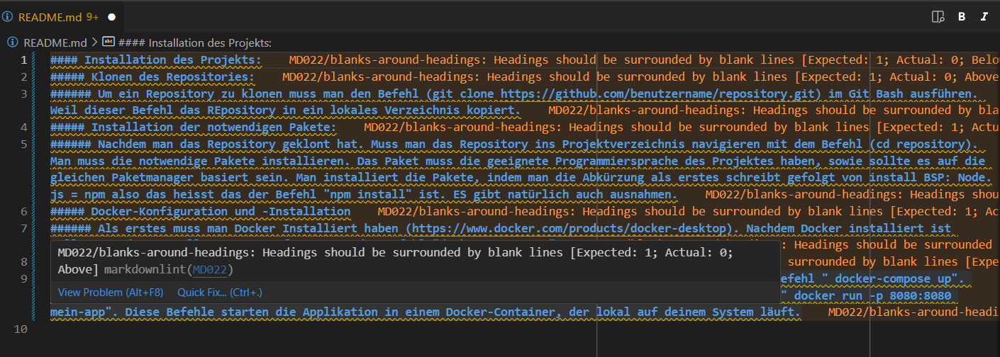 README.md 9+
B I
README.md > #### Installation des Projekts:
1 #### Installation des Projekts: MD022/blanks-around-headings: Headings should be surrounded by blank lines [Expected: 1; Actual: 0; Belo
2 ##### Klonen des Repositories: MD022/blanks-around-headings: Headings should be surrounded by blank lines [Expected: 1; Actual: 0; Above
3 ###### Um ein Repository zu klonen muss man den Befehl (git clone https://github.com/benutzername/repository.git) im Git Bash ausführen.
Weil dieser Befehl das REpository in ein lokales Verzeichnis kopiert. MD022/blanks-around-headings: Headings should be surrounded by bla
4 ##### Installation der notwendigen Pakete: MD022/blanks-around-headings: Headings should be surrounded by blank lines [Expected: 1; Actu
5 ###### Nachdem man das Repository geklont hat. Muss man das Repository ins Projektverzeichnis navigieren mit dem Befehl (cd repository).
Man muss die notwendige Pakete installieren. Das Paket muss die geeignete Programmiersprache des Projektes haben, sowie sollte es auf die
gleichen Paketmanager basiert sein. Man installiert die Pakete, indem man die Abkürzung als erstes schreibt gefolgt von install BSP: Node.
js = npm also das heisst das der Befehl "npm install" ist. ES gibt natürlich auch ausnahmen. MD022/blanks-around-headings: Headings shou
6 ##### Docker-Konfiguration und -Installation MD022/blanks-around-headings: Headings should be surrounded by blank lines [Expected: 1; Ac
7 ###### Als erstes muss man Docker Installiert haben (https://www.docker.com/products/docker-desktop). Nachdem Docker installiert ist
: Headings should be surrounded
MD022/blanks-around-headings: Headings should be surrounded by blank lines [Expected: 1; Actual: 0;
Above] markdownlint(MD022)
8 surrounded by blank lines [Expe
9 efehl " docker-compose up".
View Problem (Alt+F8) Quick Fix... (Ctrl+.)
" docker run -p 8080:8080
mein-app". Diese Befehle starten die Applikation in einem Docker-Container, der lokal auf deinem System läuft. MD022/blanks-around-headi
10